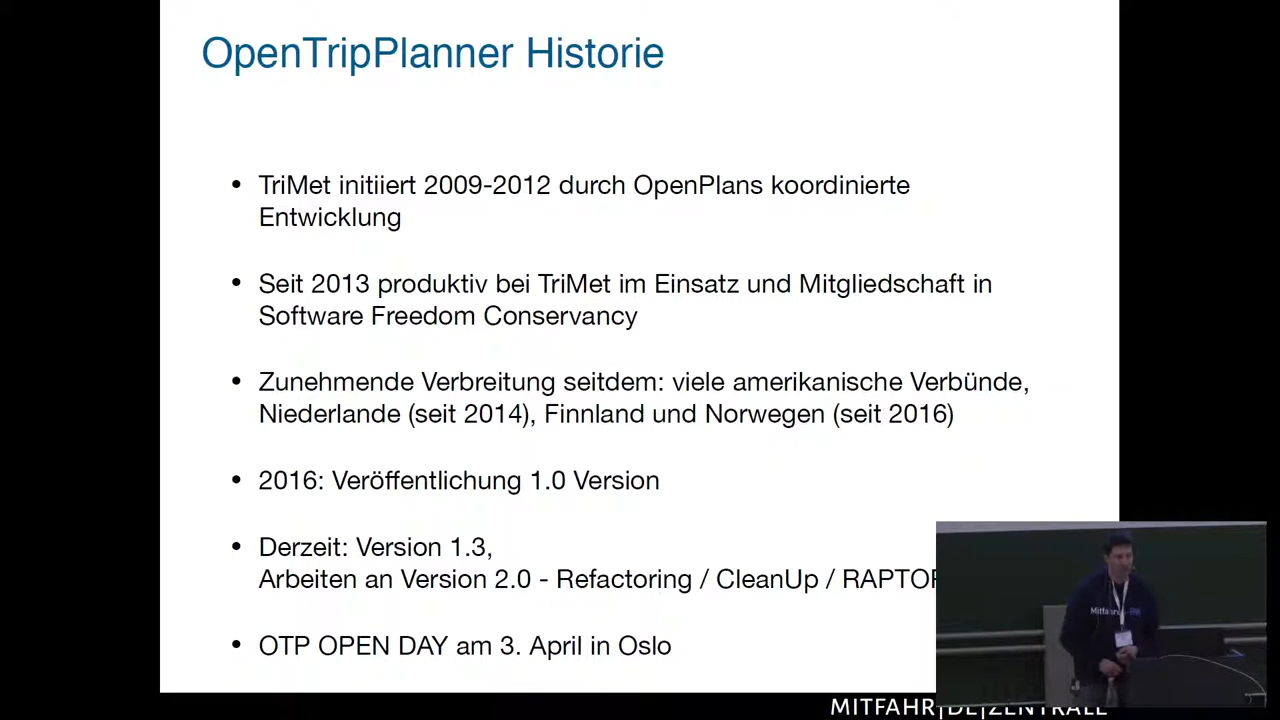 OpenTripPlanner Historie
• TriMet initiiert 2009-2012 durch OpenPlans koordinierte
Entwicklung
• Seit 2013 produktiv bei TriMet im Einsatz und Mitgliedschaft in
Software Freedom Conservancy
• Zunehmende Verbreitung seitdem: viele amerikanische Verbünde,
Niederlande (seit 2014), Finnland und Norwegen (seit 2016)
• 2016: Veröffentlichung 1.0 Version
• Derzeit: Version 1.3,
Arbeiten an Version 2.0 - Refactoring / CleanUp / RAPTOR
• OTP OPEN DAY am 3. April in Oslo
MITFAHR|DE|ZENTRALE